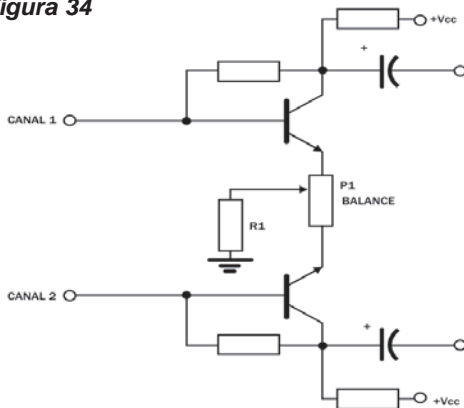 igura 34
+Vcc
+
CANAL 1
P1
BALANCE
R1
CANAL 2
+
+Vcc